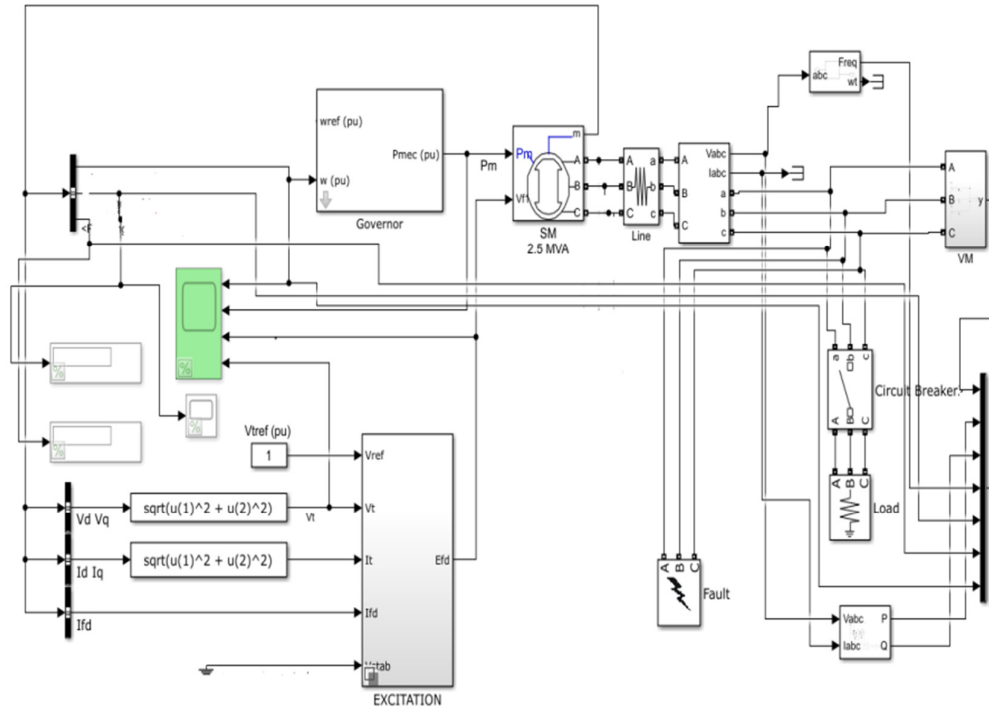 wref (pu)
Pmec (pu)
w (pu)
Governor
Pm
Pm
Vf1
m
A
B
C
SM
2.5 MVA
A
B
C
a
b
c
Line
A
B
C
Vabc
Iabc
a
b
c
abc
Freq
wt
A
B
C
y
VM
%
%
%
%
Vtref (pu)
1
Vref
Vd Vq
sqrt(u(1)^2 + u(2)^2)
Vt
Vt
Id Iq
sqrt(u(1)^2 + u(2)^2)
It
Efd
Ifd
Ifd
EXCITATION
a
b
c
Circuit Breaker
A
B
C
A
B
C
Load
A
B
C
Fault
Vabc
Iabc
P
Q